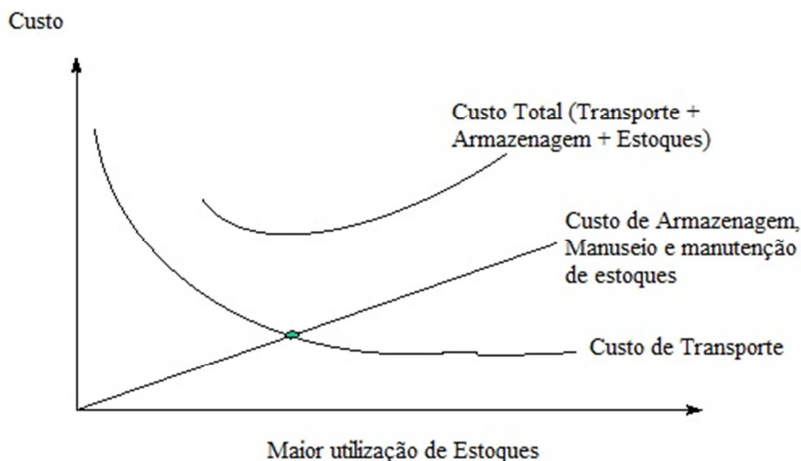 Custo
Custo Total (Transporte +
Armazenagem + Estoques)
Custo de Armazenagem,
Manuseio e manutenção
de estoques
Custo de Transporte
Maior utilização de Estoques